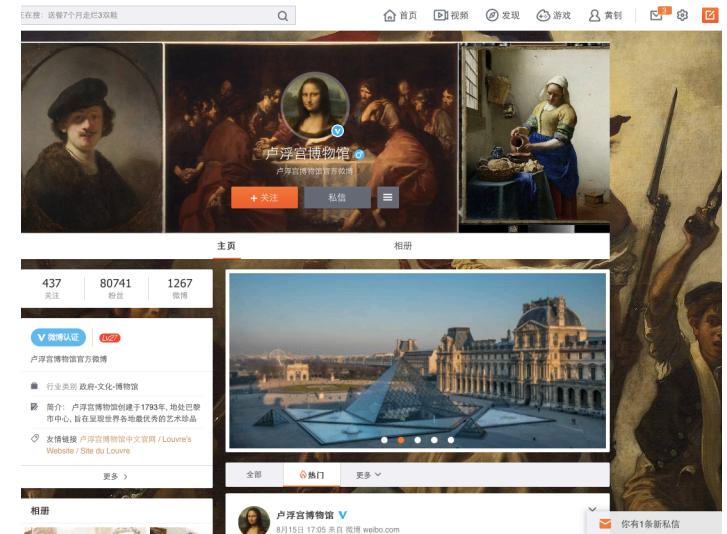 正在搜：送餐7个月走烂3双鞋
首页
视频
发现
游戏
黄钊
3
卢浮宫博物馆
卢浮宫博物馆官方微博
+ 关注
私信
主页
相册
437
关注
80741
粉丝
1267
微博
V 微博认证
Lv27
卢浮宫博物馆官方微博
行业类别 政府-文化-博物馆
简介： 卢浮宫博物馆创建于1793年, 地处巴黎
市中心, 旨在呈现世界各地最优秀的艺术珍品
友情链接 卢浮宫博物馆中文官网 / Louvre's
Website / Site du Louvre
更多 >
相册
全部
热门
更多
卢浮宫博物馆
8月15日 17:05 来自 微博 weibo.com
你有1条新私信